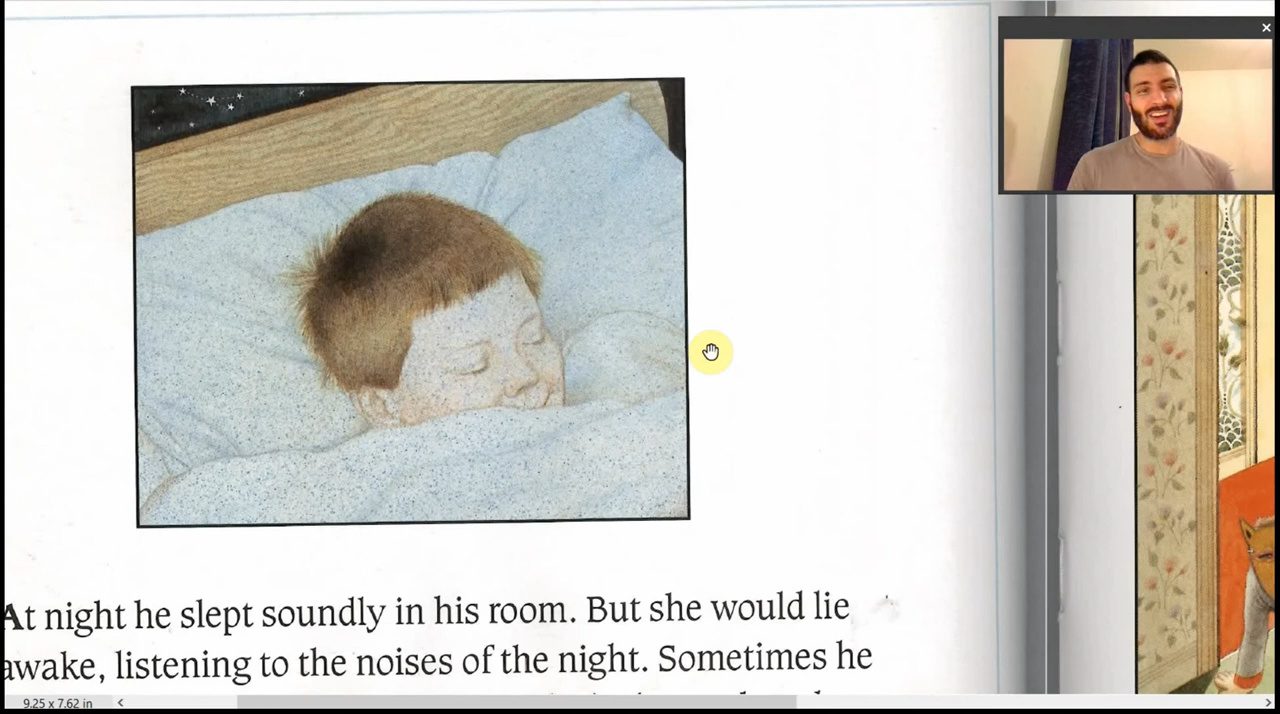 At night he slept soundly in his room. But she would lie
awake, listening to the noises of the night. Sometimes he
9.25 x 7.62 in